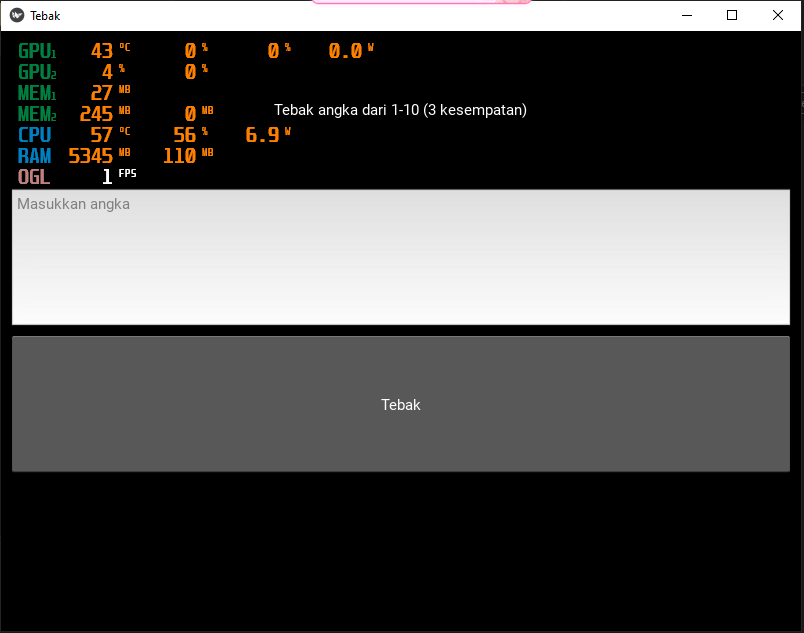 Tebak
GPU1 43 °C 0 % 0 % 0.0 W
GPU2 4 % 0 %
MEM1 27 MB
MEM2 245 MB 0 MB
Tebak angka dari 1-10 (3 kesempatan)
CPU 57 °C 56 % 6.9 W
RAM 5345 MB 110 MB
OGL 1 FPS
Masukkan angka
Tebak